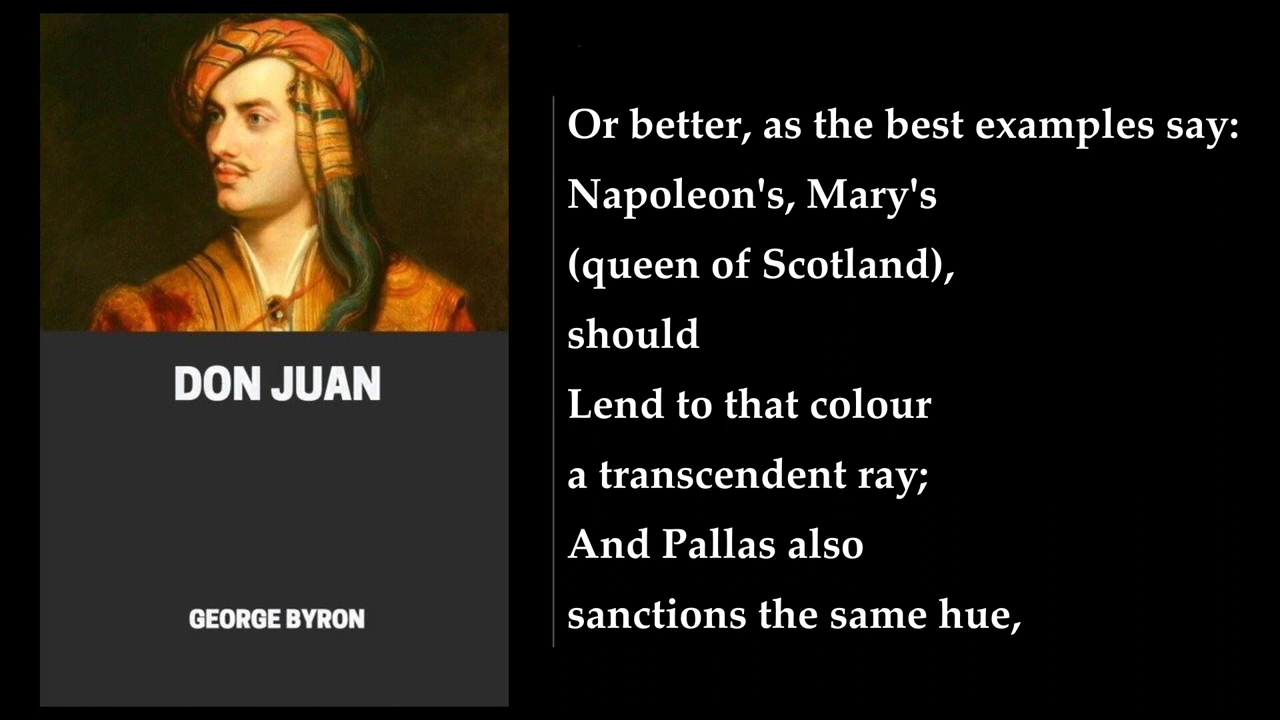 DON JUAN
GEORGE BYRON
Or better, as the best examples say:
Napoleon's, Mary's
(queen of Scotland),
should
Lend to that colour
a transcendent ray;
And Pallas also
sanctions the same hue,